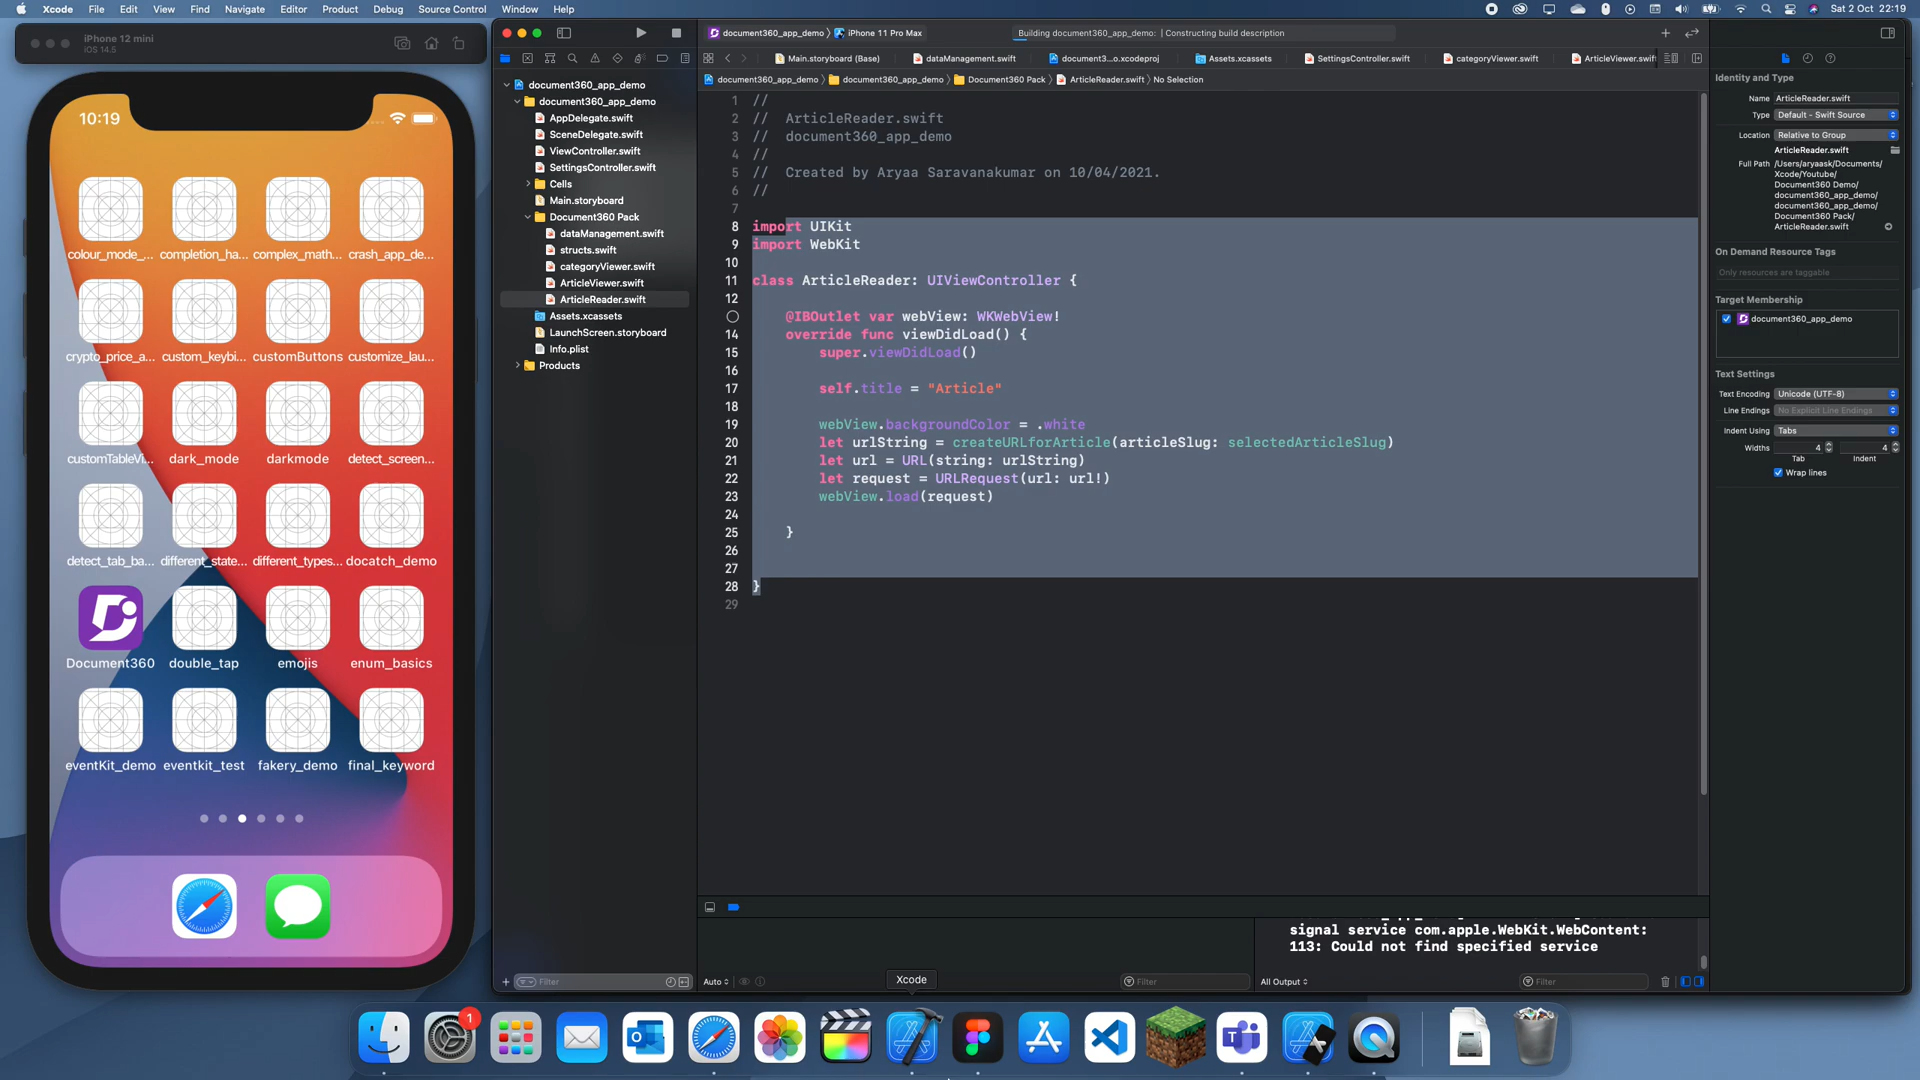 Xcode File Edit View Find Navigate Editor Product Debug Source Control Window Help
Sat 2 Oct 22:19
iPhone 12 mini
iOS 14.5
10:19
colour_mode_... completion_ha... complex_math... crash_app_de...
crypto_price_a... custom_keybi... customButtons customize_lau...
customTableVi... dark_mode darkmode detect_screen...
detect_tab_ba... different_state... different_types... docatch_demo
Document360 double_tap emojis enum_basics
eventKit_demo eventkit_test fakery_demo final_keyword
document360_app_demo
document360_app_demo
AppDelegate.swift
SceneDelegate.swift
ViewController.swift
SettingsController.swift
Cells
Main.storyboard
Document360 Pack
dataManagement.swift
structs.swift
categoryViewer.swift
ArticleViewer.swift
ArticleReader.swift
Assets.xcassets
LaunchScreen.storyboard
Info.plist
Products
Filter
document360_app_demo iPhone 11 Pro Max
Building document360_app_demo: | Constructing build description
Main.storyboard (Base) dataManagement.swift document3...o.xcodeproj Assets.xcassets SettingsController.swift categoryViewer.swift ArticleViewer.swift
document360_app_demo document360_app_demo Document360 Pack ArticleReader.swift No Selection
1 //
2 // ArticleReader.swift
3 // document360_app_demo
4 //
5 // Created by Aryaa Saravanakumar on 10/04/2021.
6 //
7
8 import UIKit
9 import WebKit
10
11 class ArticleReader: UIViewController {
12
@IBOutlet var webView: WKWebView!
14 override func viewDidLoad() {
15 super.viewDidLoad()
16
17 self.title = "Article"
18
19 webView.backgroundColor = .white
20 let urlString = createURLforArticle(articleSlug: selectedArticleSlug)
21 let url = URL(string: urlString)
22 let request = URLRequest(url: url!)
23 webView.load(request)
24
25 }
26
27
28 }
29
signal service com.apple.WebKit.WebContent:
113: Could not find specified service
Auto
Filter
All Output
Filter
Xcode
1
Identity and Type
Name ArticleReader.swift
Type Default - Swift Source
Location Relative to Group
ArticleReader.swift
Full Path /Users/aryaask/Documents/
Xcode/Youtube/
Document360 Demo/
document360_app_demo/
document360_app_demo/
Document360 Pack/
ArticleReader.swift
On Demand Resource Tags
Only resources are taggable
Target Membership
document360_app_demo
Text Settings
Text Encoding Unicode (UTF-8)
Line Endings No Explicit Line Endings
Indent Using Tabs
Widths 4 4
Tab Indent
Wrap lines